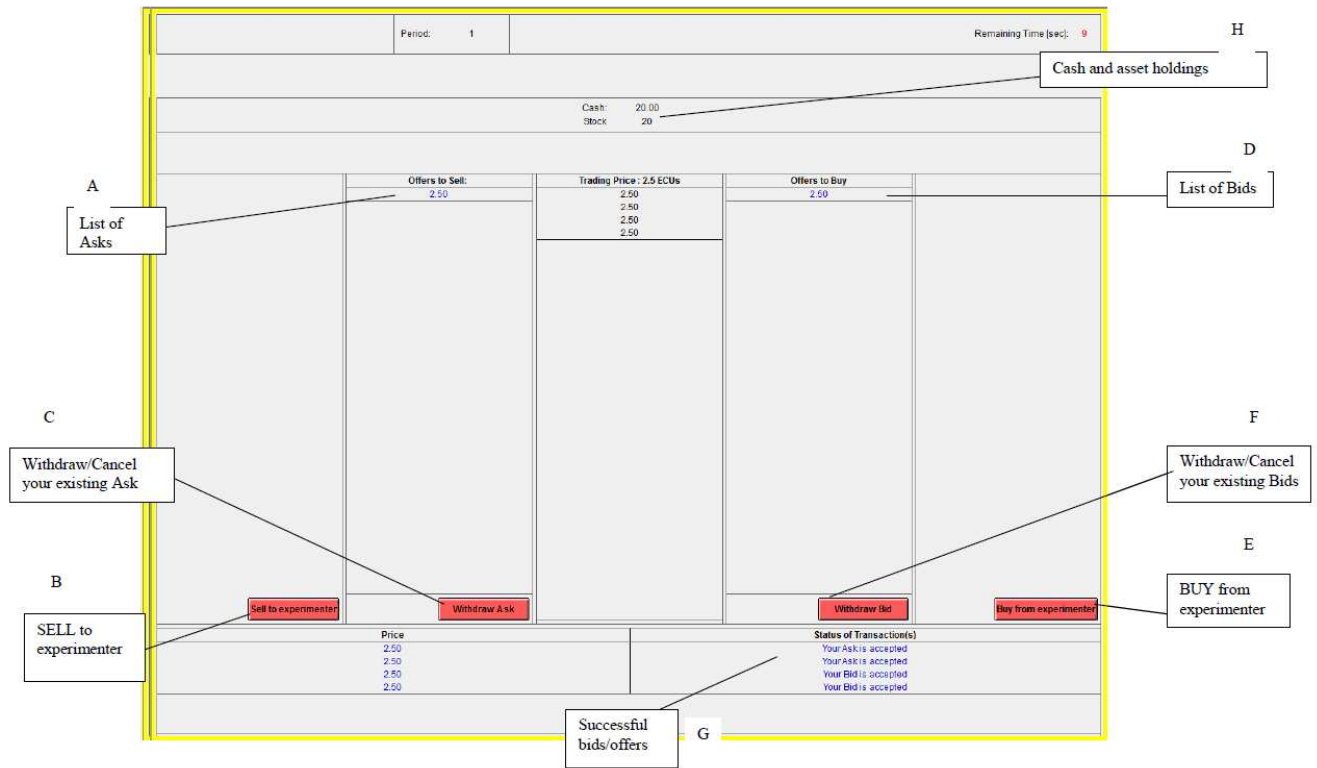 H
Period: 1
Remaining Time [sec]: 9
Cash and asset holdings
Cash: 20.00
Stock 20
D
A
Offers to Sell:
Trading Price : 2.5 ECUs
Offers to Buy
List of Bids
2.50
2.50
2.50
2.50
2.50
2.50
List of
Asks
C
F
Withdraw/Cancel
your existing Ask
Withdraw/Cancel
your existing Bids
E
B
BUY from
experimenter
Sell to experimenter
Withdraw Ask
Withdraw Bid
Buy from experimenter
SELL to
experimenter
Price
Status of Transaction(s)
2.50
Your Ask is accepted
2.50
Your Ask is accepted
2.50
Your Bid is accepted
2.50
Your Bid is accepted
Successful
bids/offers
G